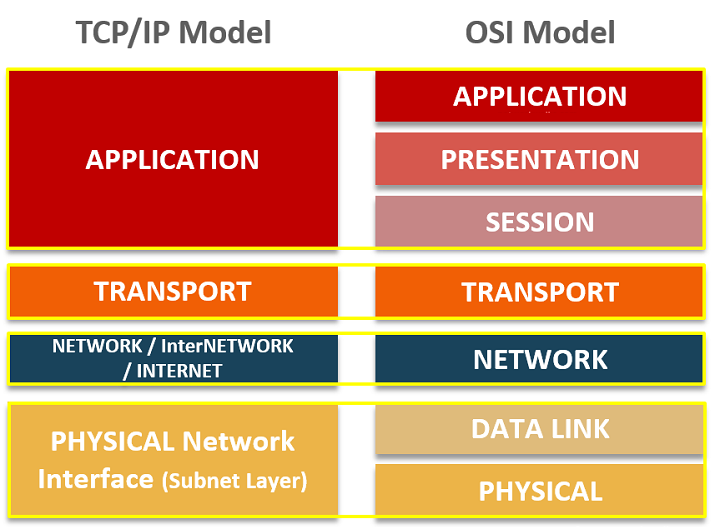 TCP/IP Model
OSI Model
APPLICATION
APPLICATION
PRESENTATION
SESSION
TRANSPORT
TRANSPORT
NETWORK / InterNETWORK
/ INTERNET
NETWORK
PHYSICAL Network
Interface (Subnet Layer)
DATA LINK
PHYSICAL